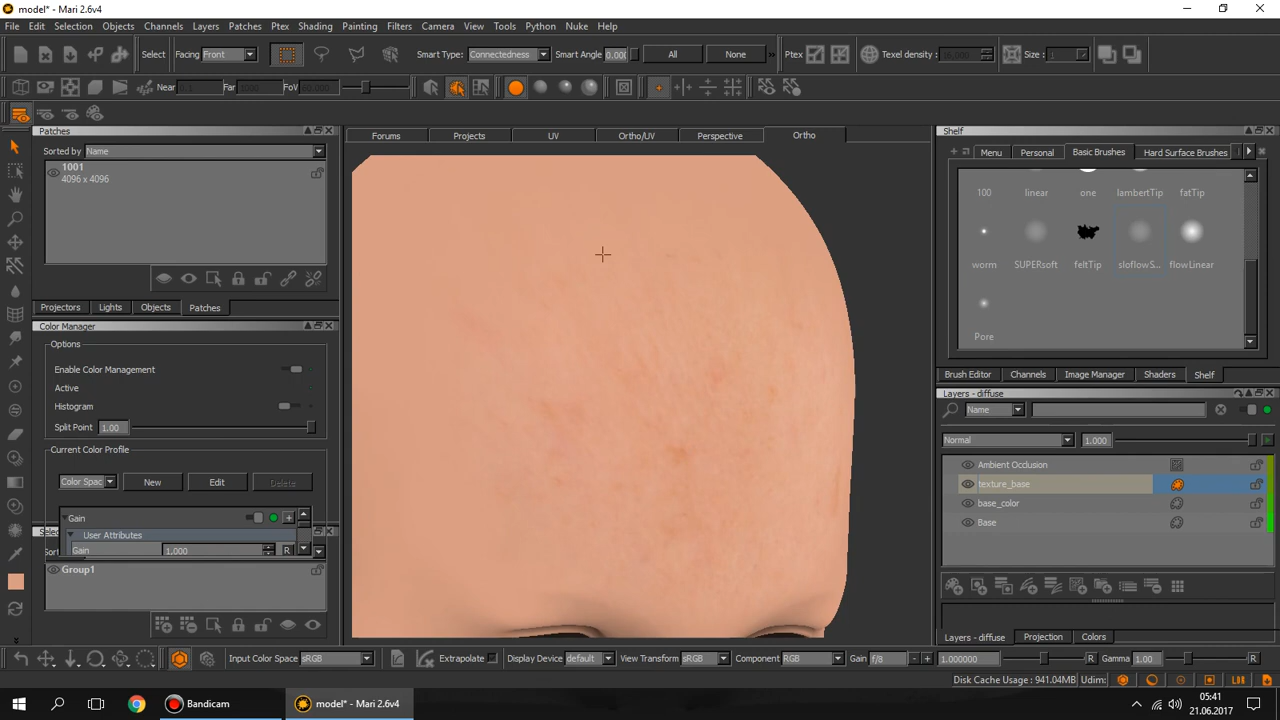 model* - Mari 2.6v4
File Edit Selection Objects Channels Layers Patches Ptex Shading Painting Filters Camera View Tools Python Nuke Help
Select Facing Front Smart Type: Connectedness Smart Angle 0.00 All None » Ptex Texel density: Size: 1
Near 0.1 Far 1000 FoV
Patches
Sorted by Name
1001
4096 x 4096
Projectors Lights Objects Patches
Color Manager
Options
Enable Color Management
Active
Histogram
Split Point 1.00
Current Color Profile
Color Spac New Edit Delete
Gain
User Attributes
Gain 1.000 R
Group1
Forums Projects UV Ortho/UV Perspective Ortho
Shelf
Menu Personal Basic Brushes Hard Surface Brushes
100 linear one lambertTip fatTip
worm SUPERsoft feltTip sloflowS... flowLinear
Pore
Brush Editor Channels Image Manager Shaders Shelf
Layers - diffuse
Name
Normal 1.000
Ambient Occlusion
texture_base
base_color
Base
Layers - diffuse Projection Colors
Input Color Space sRGB Extrapolate Display Device default View Transform sRGB Component RGB Gain f/8 - + 1.000000 R Gamma 1.00 R
Disk Cache Usage : 941.04MB Udim:
Bandicam model* - Mari 2.6v4
05:41
21.06.2017